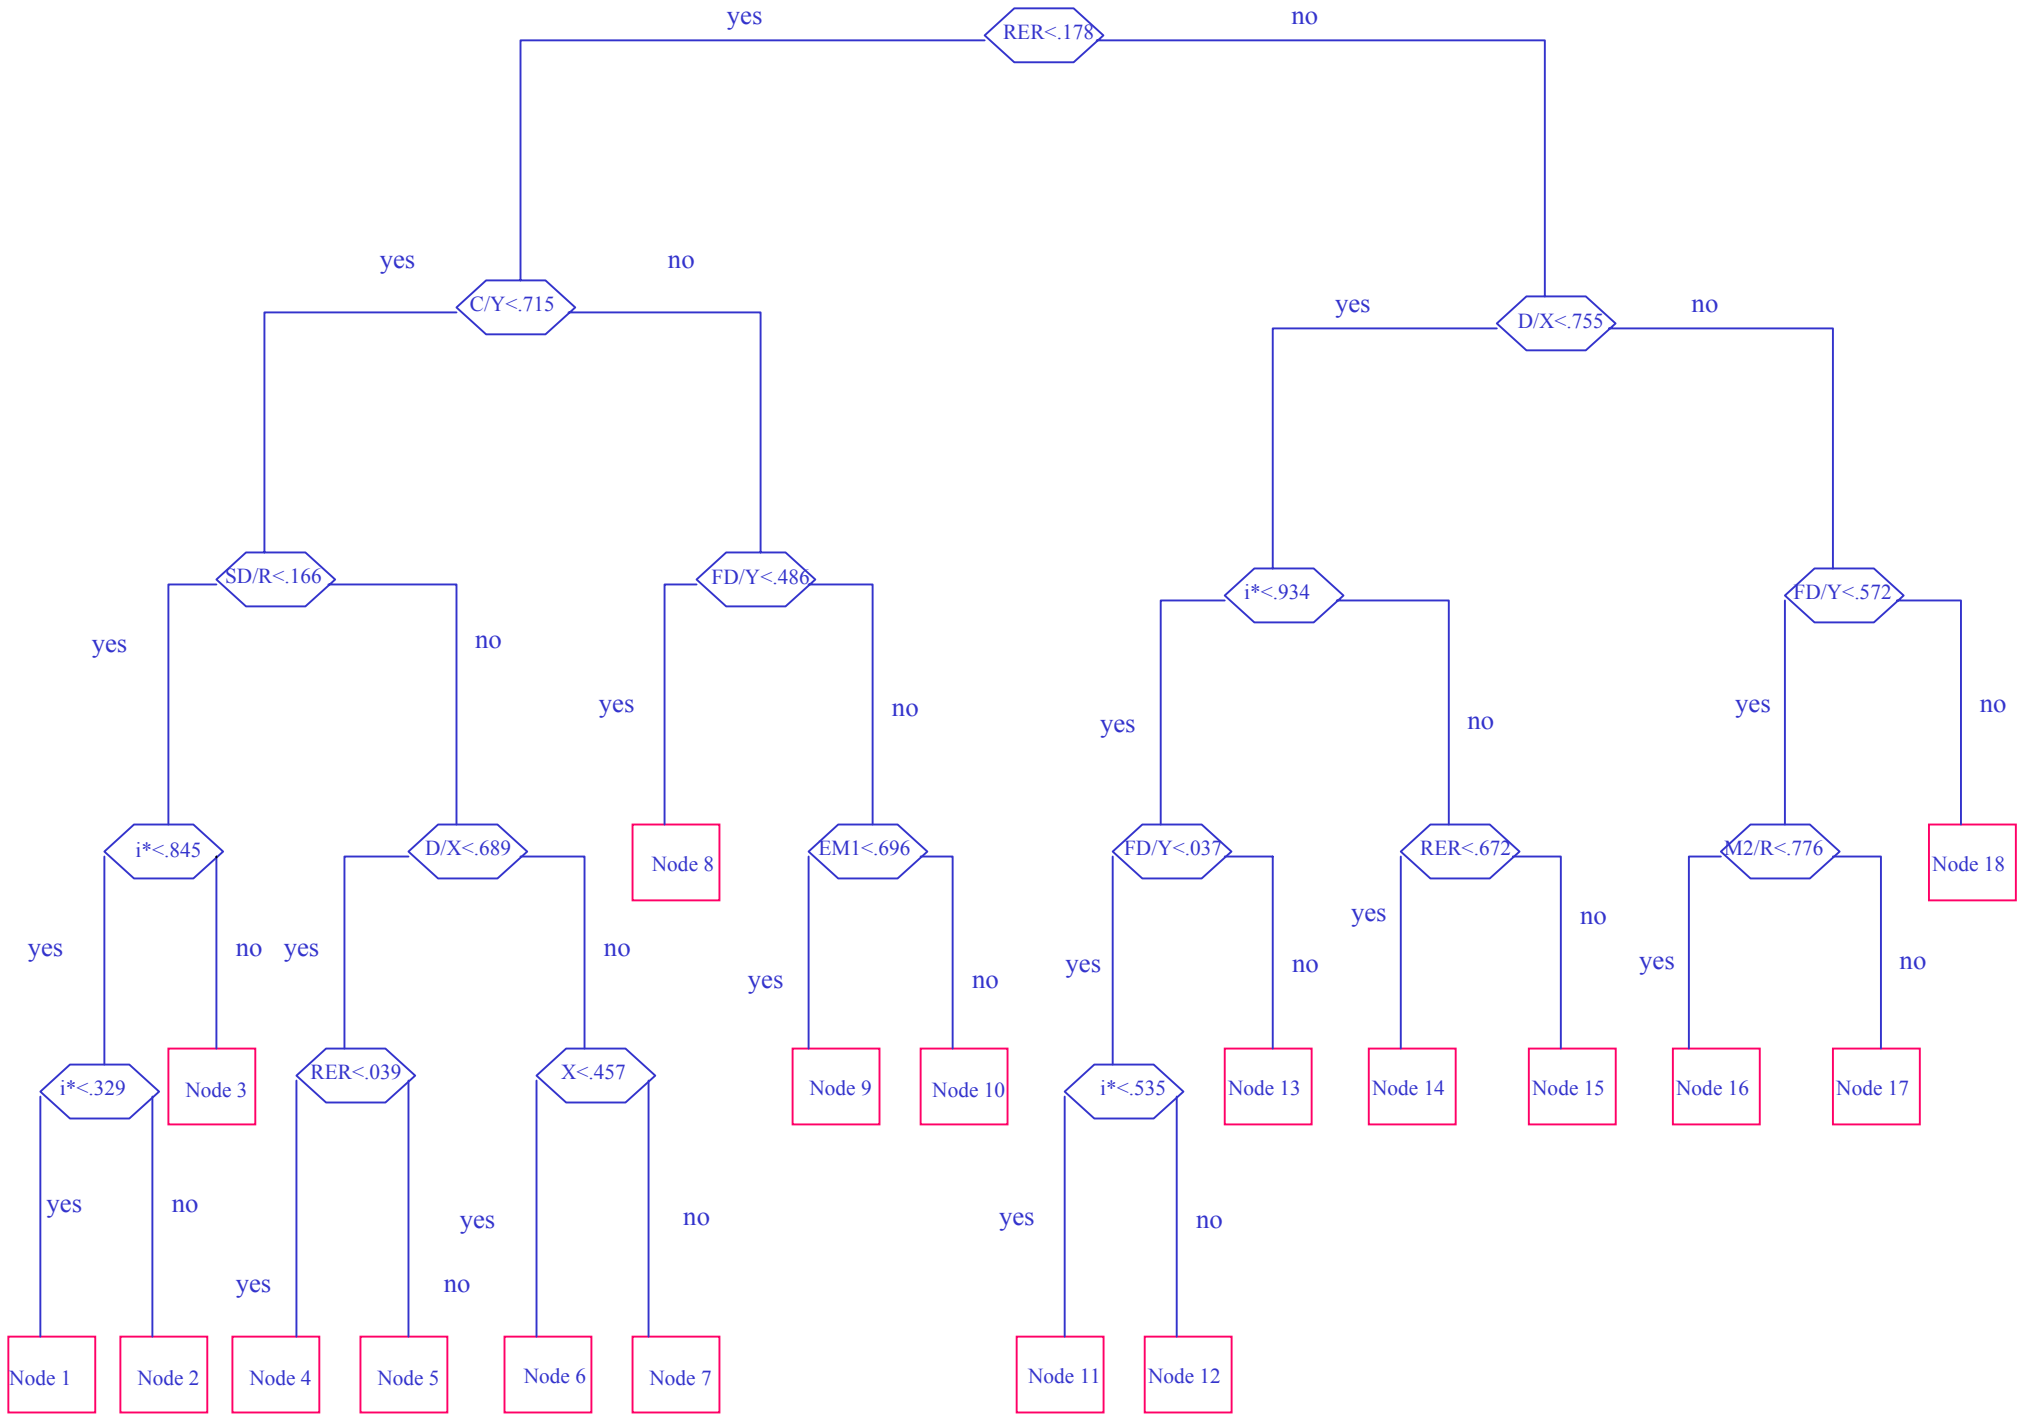 yes
no
RER<.178
yes
no
C/Y<.715
yes
no
D/X<.755
SD/R<.166
FD/Y<.486
i*<.934
FD/Y<.572
yes
no
yes
no
yes
no
yes
no
i*<.845
D/X<.689
Node 8
EM1<.696
FD/Y<.037
RER<.672
M2/R<.776
Node 18
yes
no
yes
no
yes
no
yes
no
yes
no
yes
no
i*<.329
Node 3
RER<.039
X<.457
Node 9
Node 10
i*<.535
Node 13
Node 14
Node 15
Node 16
Node 17
yes
no
yes
no
yes
no
yes
no
Node 1
Node 2
Node 4
Node 5
Node 6
Node 7
Node 11
Node 12